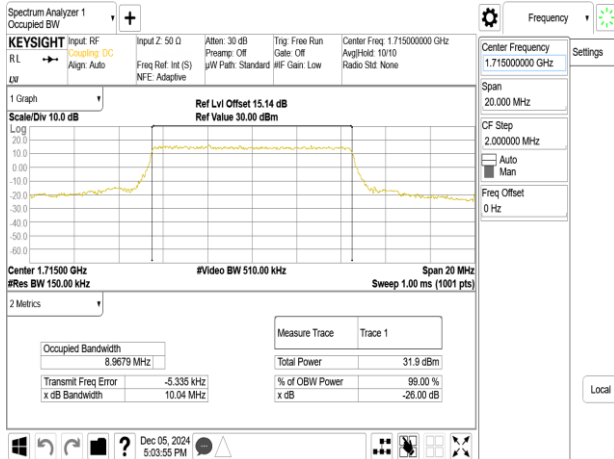 Spectrum Analyzer 1
Occupied BW
Frequency
KEYSIGHT
RL
LXI
Input: RF
Coupling: DC
Align: Auto
Input Z: 50 Ω
Freq Ref: Int (S)
NFE: Adaptive
Atten: 30 dB
Preamp: Off
µW Path: Standard
Trig: Free Run
Gate: Off
#IF Gain: Low
Center Freq: 1.715000000 GHz
Avg|Hold: 10/10
Radio Std: None
1 Graph
Scale/Div 10.0 dB
Ref Lvl Offset 15.14 dB
Ref Value 30.00 dBm
Log
20.0
10.0
0.00
-10.0
-20.0
-30.0
-40.0
-50.0
-60.0
Center 1.71500 GHz
#Res BW 150.00 kHz
#Video BW 510.00 kHz
Span 20 MHz
Sweep 1.00 ms (1001 pts)
2 Metrics
Measure Trace Trace 1
Occupied Bandwidth
8.9679 MHz
Total Power 31.9 dBm
Transmit Freq Error -5.335 kHz
% of OBW Power 99.00 %
x dB Bandwidth 10.04 MHz
x dB -26.00 dB
Dec 05, 2024
5:03:55 PM
Center Frequency
1.715000000 GHz
Settings
Span
20.000 MHz
CF Step
2.000000 MHz
Auto
Man
Freq Offset
0 Hz
Local